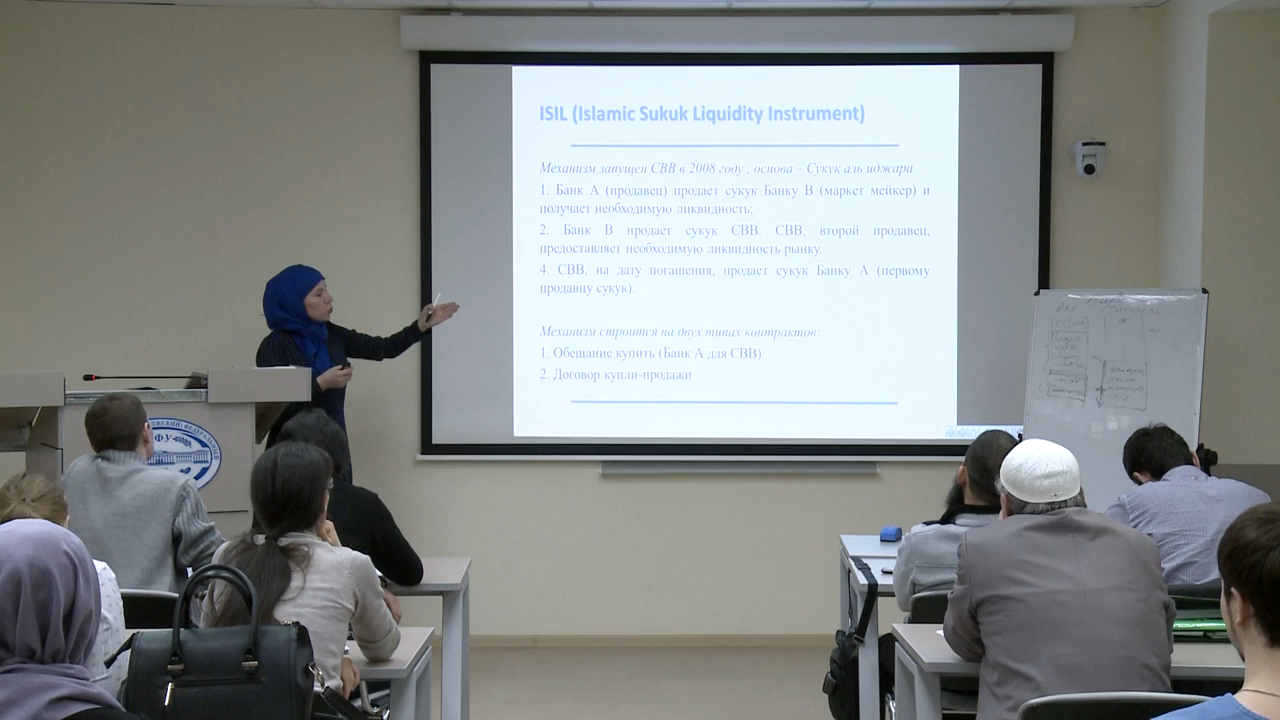 ISIL (Islamic Sukuk Liquidity Instrument)
Механизм запущен СВВ в 2008 году , основа – Сукук аль иджара
1. Банк А (продавец) продает сукук Банку В (маркет мейкер) и
получает необходимую ликвидность;
2. Банк В продает сукук СВВ. СВВ, второй продавец,
предоставляет необходимую ликвидность рынку.
4. СВВ, на дату погашения, продает сукук Банку А (первому
продавцу сукук).
Механизм строится на двух типах контрактов:
1. Обещание купить (Банк А для СВВ)
2. Договор купли-продажи
ФЕДЕРАЛЬНЫЙ